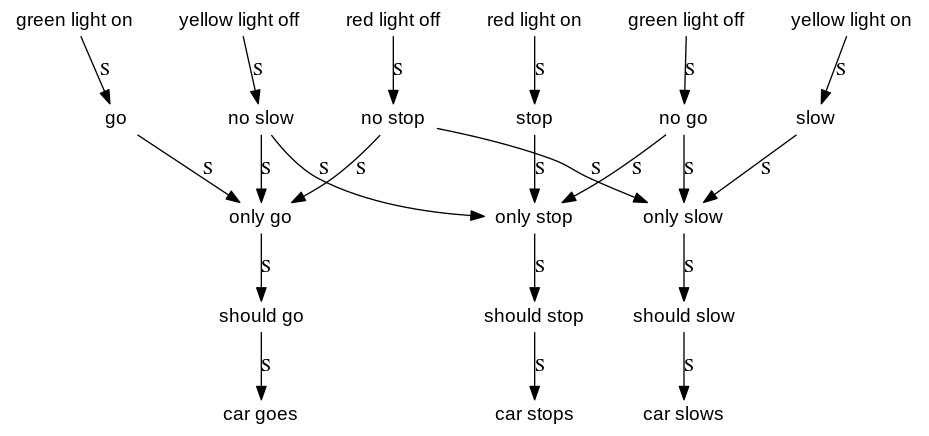 green light on
yellow light off
red light off
red light on
green light off
yellow light on
S
S
S
S
S
S
go
no slow
no stop
stop
no go
slow
S
S
S
S
S
S
S
S
S
only go
only stop
only slow
S
S
S
should go
should stop
should slow
S
S
S
car goes
car stops
car slows